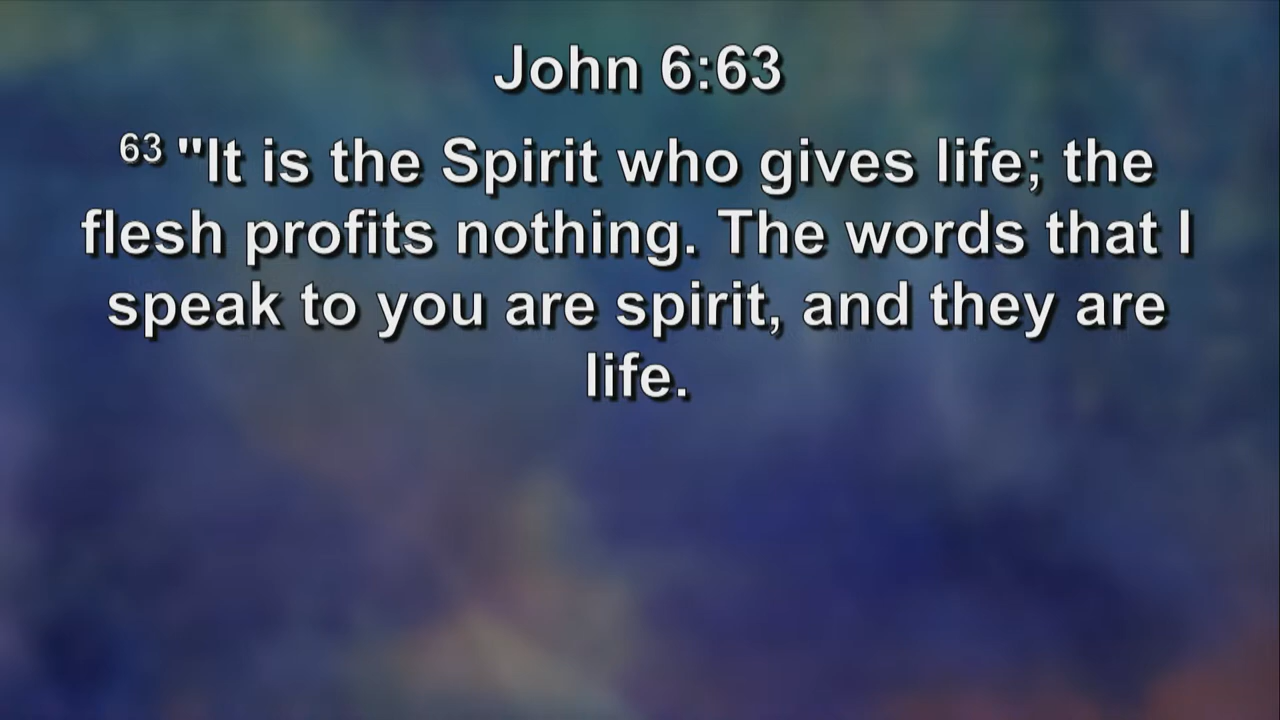 John 6:63
63 "It is the Spirit who gives life; the
flesh profits nothing. The words that I
speak to you are spirit, and they are
life.